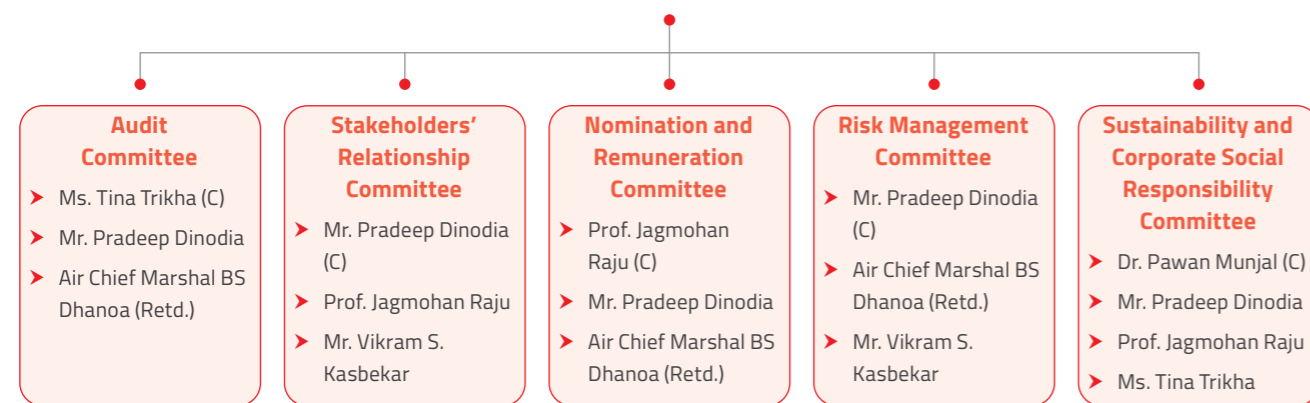 Audit
Committee
Ms. Tina Trikha (C)
Mr. Pradeep Dinodia
Air Chief Marshal BS
Dhanoa (Retd.)
Stakeholders’
Relationship
Committee
Mr. Pradeep Dinodia
(C)
Prof. Jagmohan Raju
Mr. Vikram S.
Kasbekar
Nomination and
Remuneration
Committee
Prof. Jagmohan
Raju (C)
Mr. Pradeep Dinodia
Air Chief Marshal BS
Dhanoa (Retd.)
Risk Management
Committee
Mr. Pradeep Dinodia
(C)
Air Chief Marshal BS
Dhanoa (Retd.)
Mr. Vikram S.
Kasbekar
Sustainability and
Corporate Social
Responsibility
Committee
Dr. Pawan Munjal (C)
Mr. Pradeep Dinodia
Prof. Jagmohan Raju
Ms. Tina Trikha